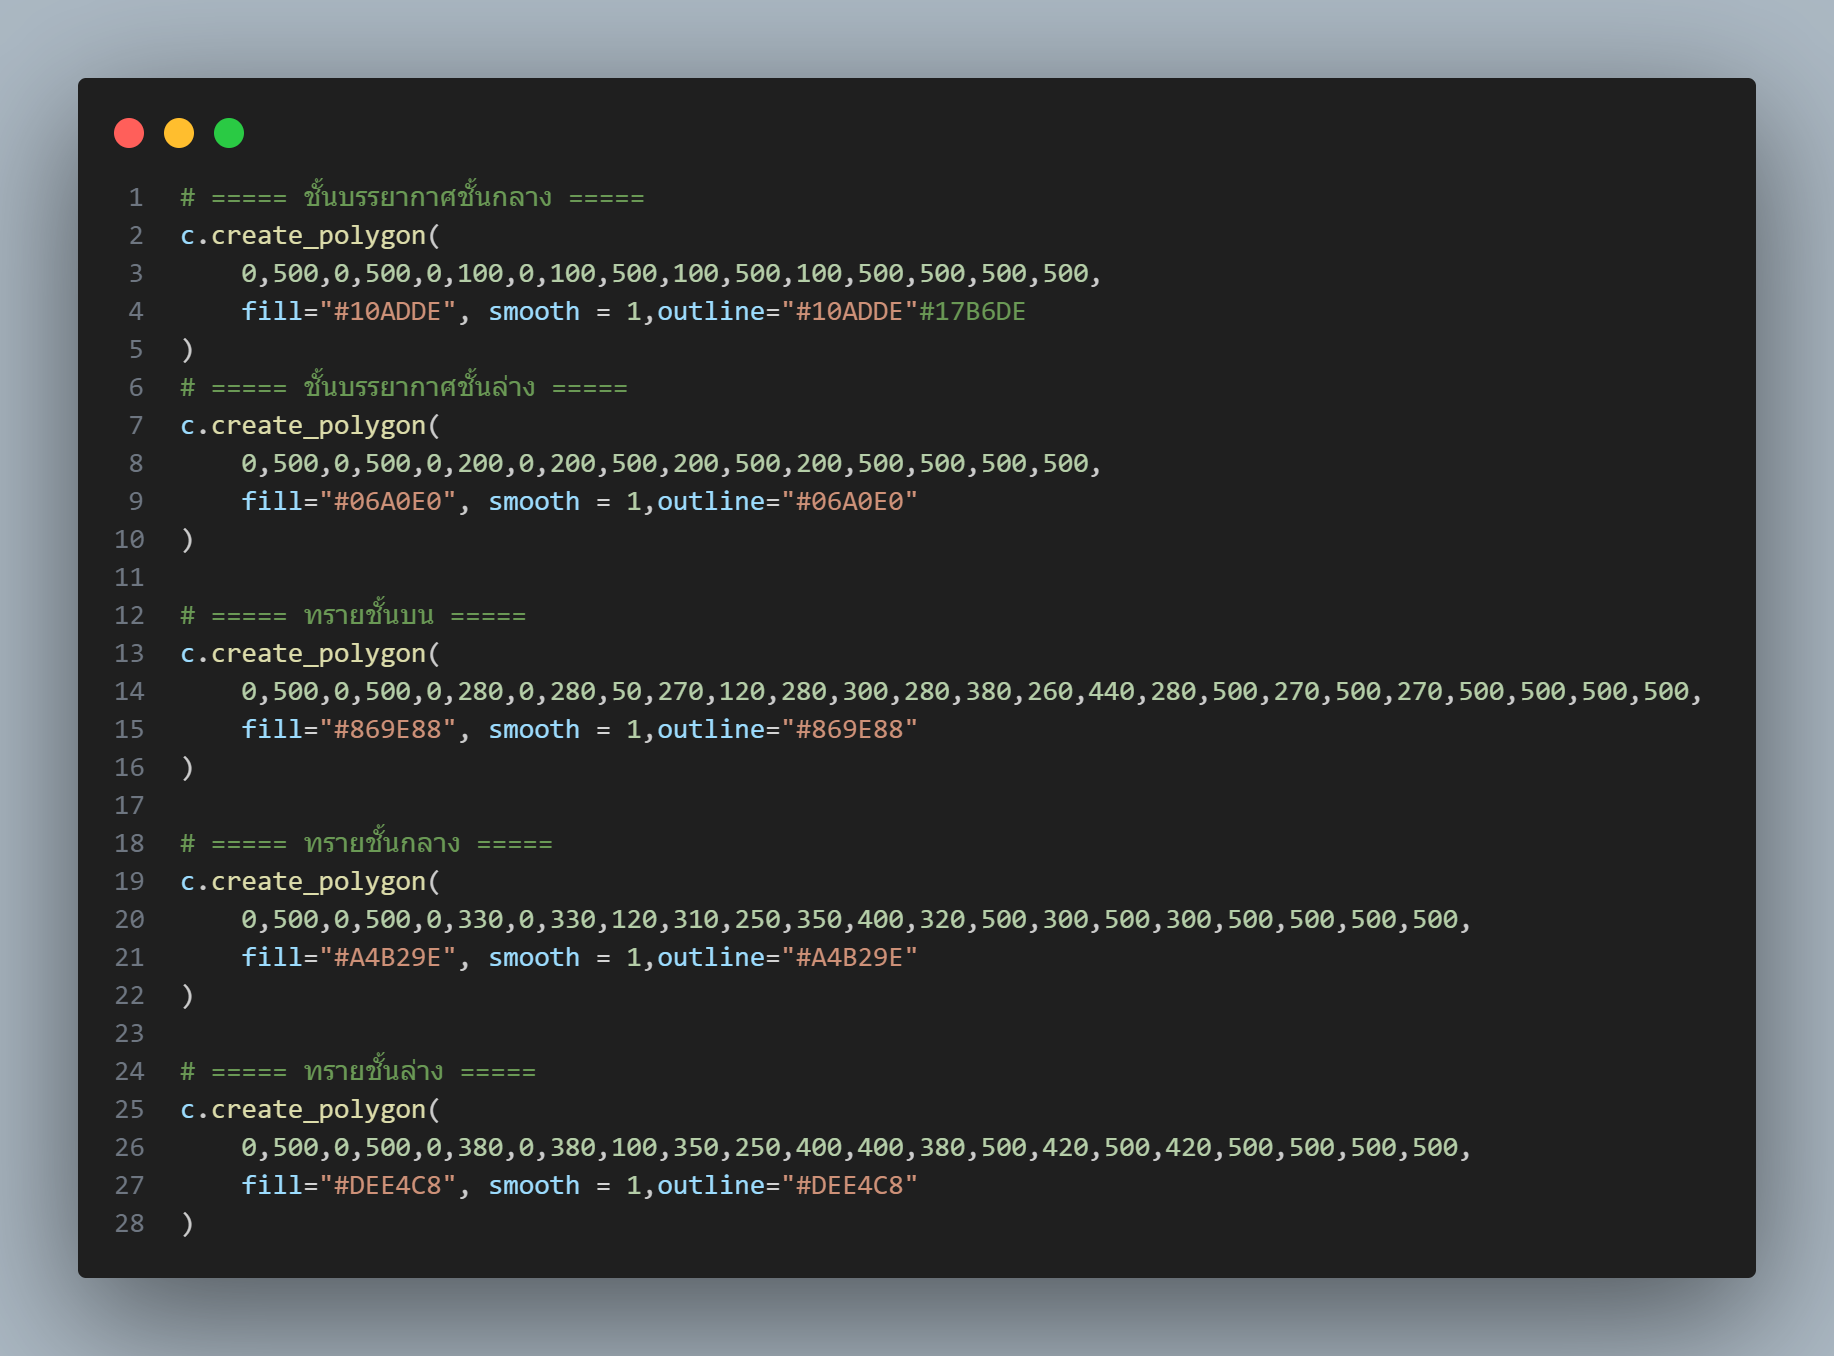 1 # ===== ชั้นบรรยากาศชั้นกลาง =====
2 c.create_polygon(
3     0,500,0,500,0,100,0,100,500,100,500,100,500,500,500,500,
4     fill="#10ADDE", smooth = 1,outline="#10ADDE"#17B6DE
5 )
6 # ===== ชั้นบรรยากาศชั้นล่าง =====
7 c.create_polygon(
8     0,500,0,500,0,200,0,200,500,200,500,200,500,500,500,500,
9     fill="#06A0E0", smooth = 1,outline="#06A0E0"
10 )
11
12 # ===== ทรายชั้นบน =====
13 c.create_polygon(
14     0,500,0,500,0,280,0,280,50,270,120,280,300,280,380,260,440,280,500,270,500,270,500,500,500,500,
15     fill="#869E88", smooth = 1,outline="#869E88"
16 )
17
18 # ===== ทรายชั้นกลาง =====
19 c.create_polygon(
20     0,500,0,500,0,330,0,330,120,310,250,350,400,320,500,300,500,300,500,500,500,500,
21     fill="#A4B29E", smooth = 1,outline="#A4B29E"
22 )
23
24 # ===== ทรายชั้นล่าง =====
25 c.create_polygon(
26     0,500,0,500,0,380,0,380,100,350,250,400,400,380,500,420,500,420,500,500,500,500,
27     fill="#DEE4C8", smooth = 1,outline="#DEE4C8"
28 )